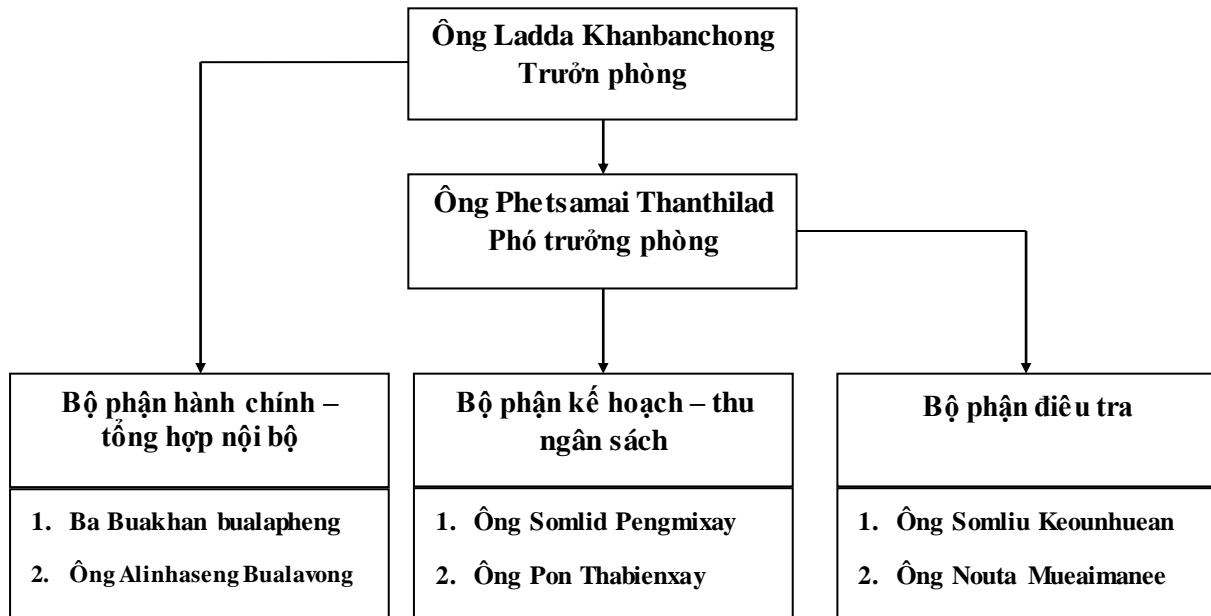 Ông Ladda Khanbanchong
Trưởn phòng
Ông Phetsamai Thanthilad
Phó trưởng phòng
Bộ phận hành chính –
tổng hợp nội bộ
1. Ba Buakhan bualapheng
2. Ông Alinhaseng Bualavong
Bộ phận kế hoạch – thu
ngân sách
1. Ông Somlid Pengmixay
2. Ông Pon Thabienxay
Bộ phận điều tra
1. Ông Somliu Keounhuean
2. Ông Nouta Mueaimanee